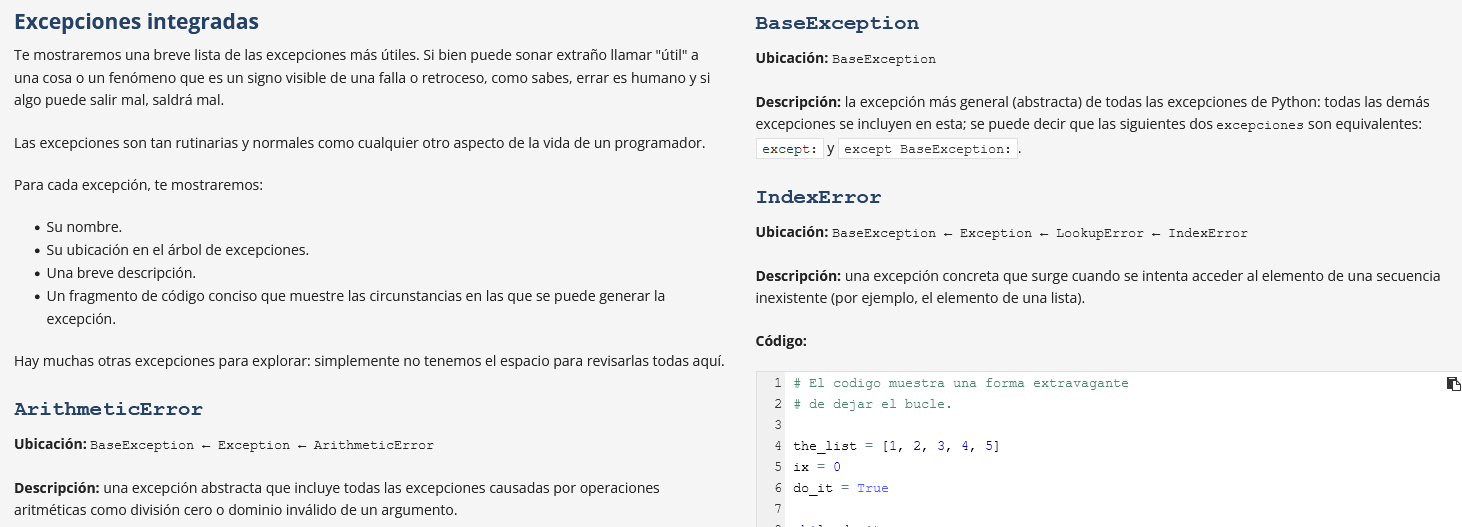 Excepciones integradas
Te mostraremos una breve lista de las excepciones más útiles. Si bien puede sonar extraño llamar "útil" a
una cosa o un fenómeno que es un signo visible de una falla o retroceso, como sabes, errar es humano y si
algo puede salir mal, saldrá mal.
Las excepciones son tan rutinarias y normales como cualquier otro aspecto de la vida de un programador.
Para cada excepción, te mostraremos:
• Su nombre.
• Su ubicación en el árbol de excepciones.
• Una breve descripción.
• Un fragmento de código conciso que muestre las circunstancias en las que se puede generar la
excepción.
Hay muchas otras excepciones para explorar: simplemente no tenemos el espacio para revisarlas todas aquí.
ArithmeticError
Ubicación: BaseException ← Exception ← ArithmeticError
Descripción: una excepción abstracta que incluye todas las excepciones causadas por operaciones
aritméticas como división cero o dominio inválido de un argumento.
BaseException
Ubicación: BaseException
Descripción: la excepción más general (abstracta) de todas las excepciones de Python: todas las demás
excepciones se incluyen en esta; se puede decir que las siguientes dos excepciones son equivalentes:
except: y except BaseException:.
IndexError
Ubicación: BaseException ← Exception ← LookupError ← IndexError
Descripción: una excepción concreta que surge cuando se intenta acceder al elemento de una secuencia
inexistente (por ejemplo, el elemento de una lista).
Código:
1 # El codigo muestra una forma extravagante
2 # de dejar el bucle.
3
4 the_list = [1, 2, 3, 4, 5]
5 ix = 0
6 do_it = True
7